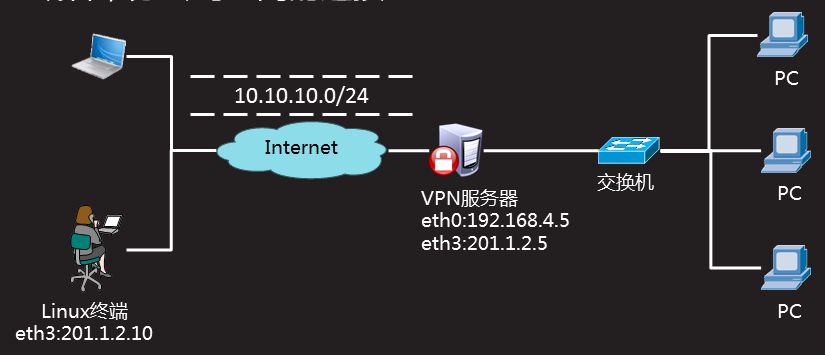 10.10.10.0/24
Internet
PC
VPN服务器
eth0:192.168.4.5
eth3:201.1.2.5
交换机
PC
Linux终端
eth3:201.1.2.10
PC